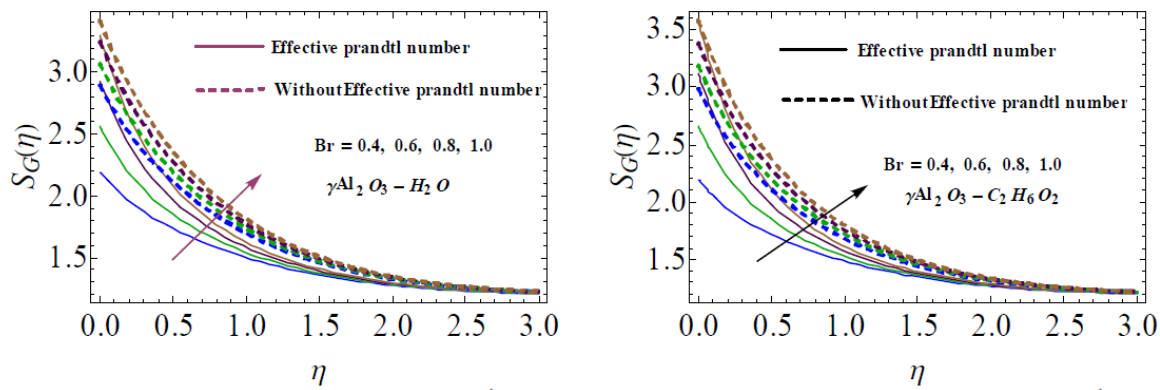 S_G(η)
3.0
2.5
2.0
1.5
Effective prandtl number
Without Effective prandtl number
Br = 0.4, 0.6, 0.8, 1.0
γAl₂ O₃ – H₂ O
0.0 0.5 1.0 1.5 2.0 2.5 3.0
η
S_G(η)
3.5
3.0
2.5
2.0
1.5
Effective prandtl number
Without Effective prandtl number
Br = 0.4, 0.6, 0.8, 1.0
γAl₂ O₃ – C₂ H₆ O₂
0.0 0.5 1.0 1.5 2.0 2.5 3.0
η